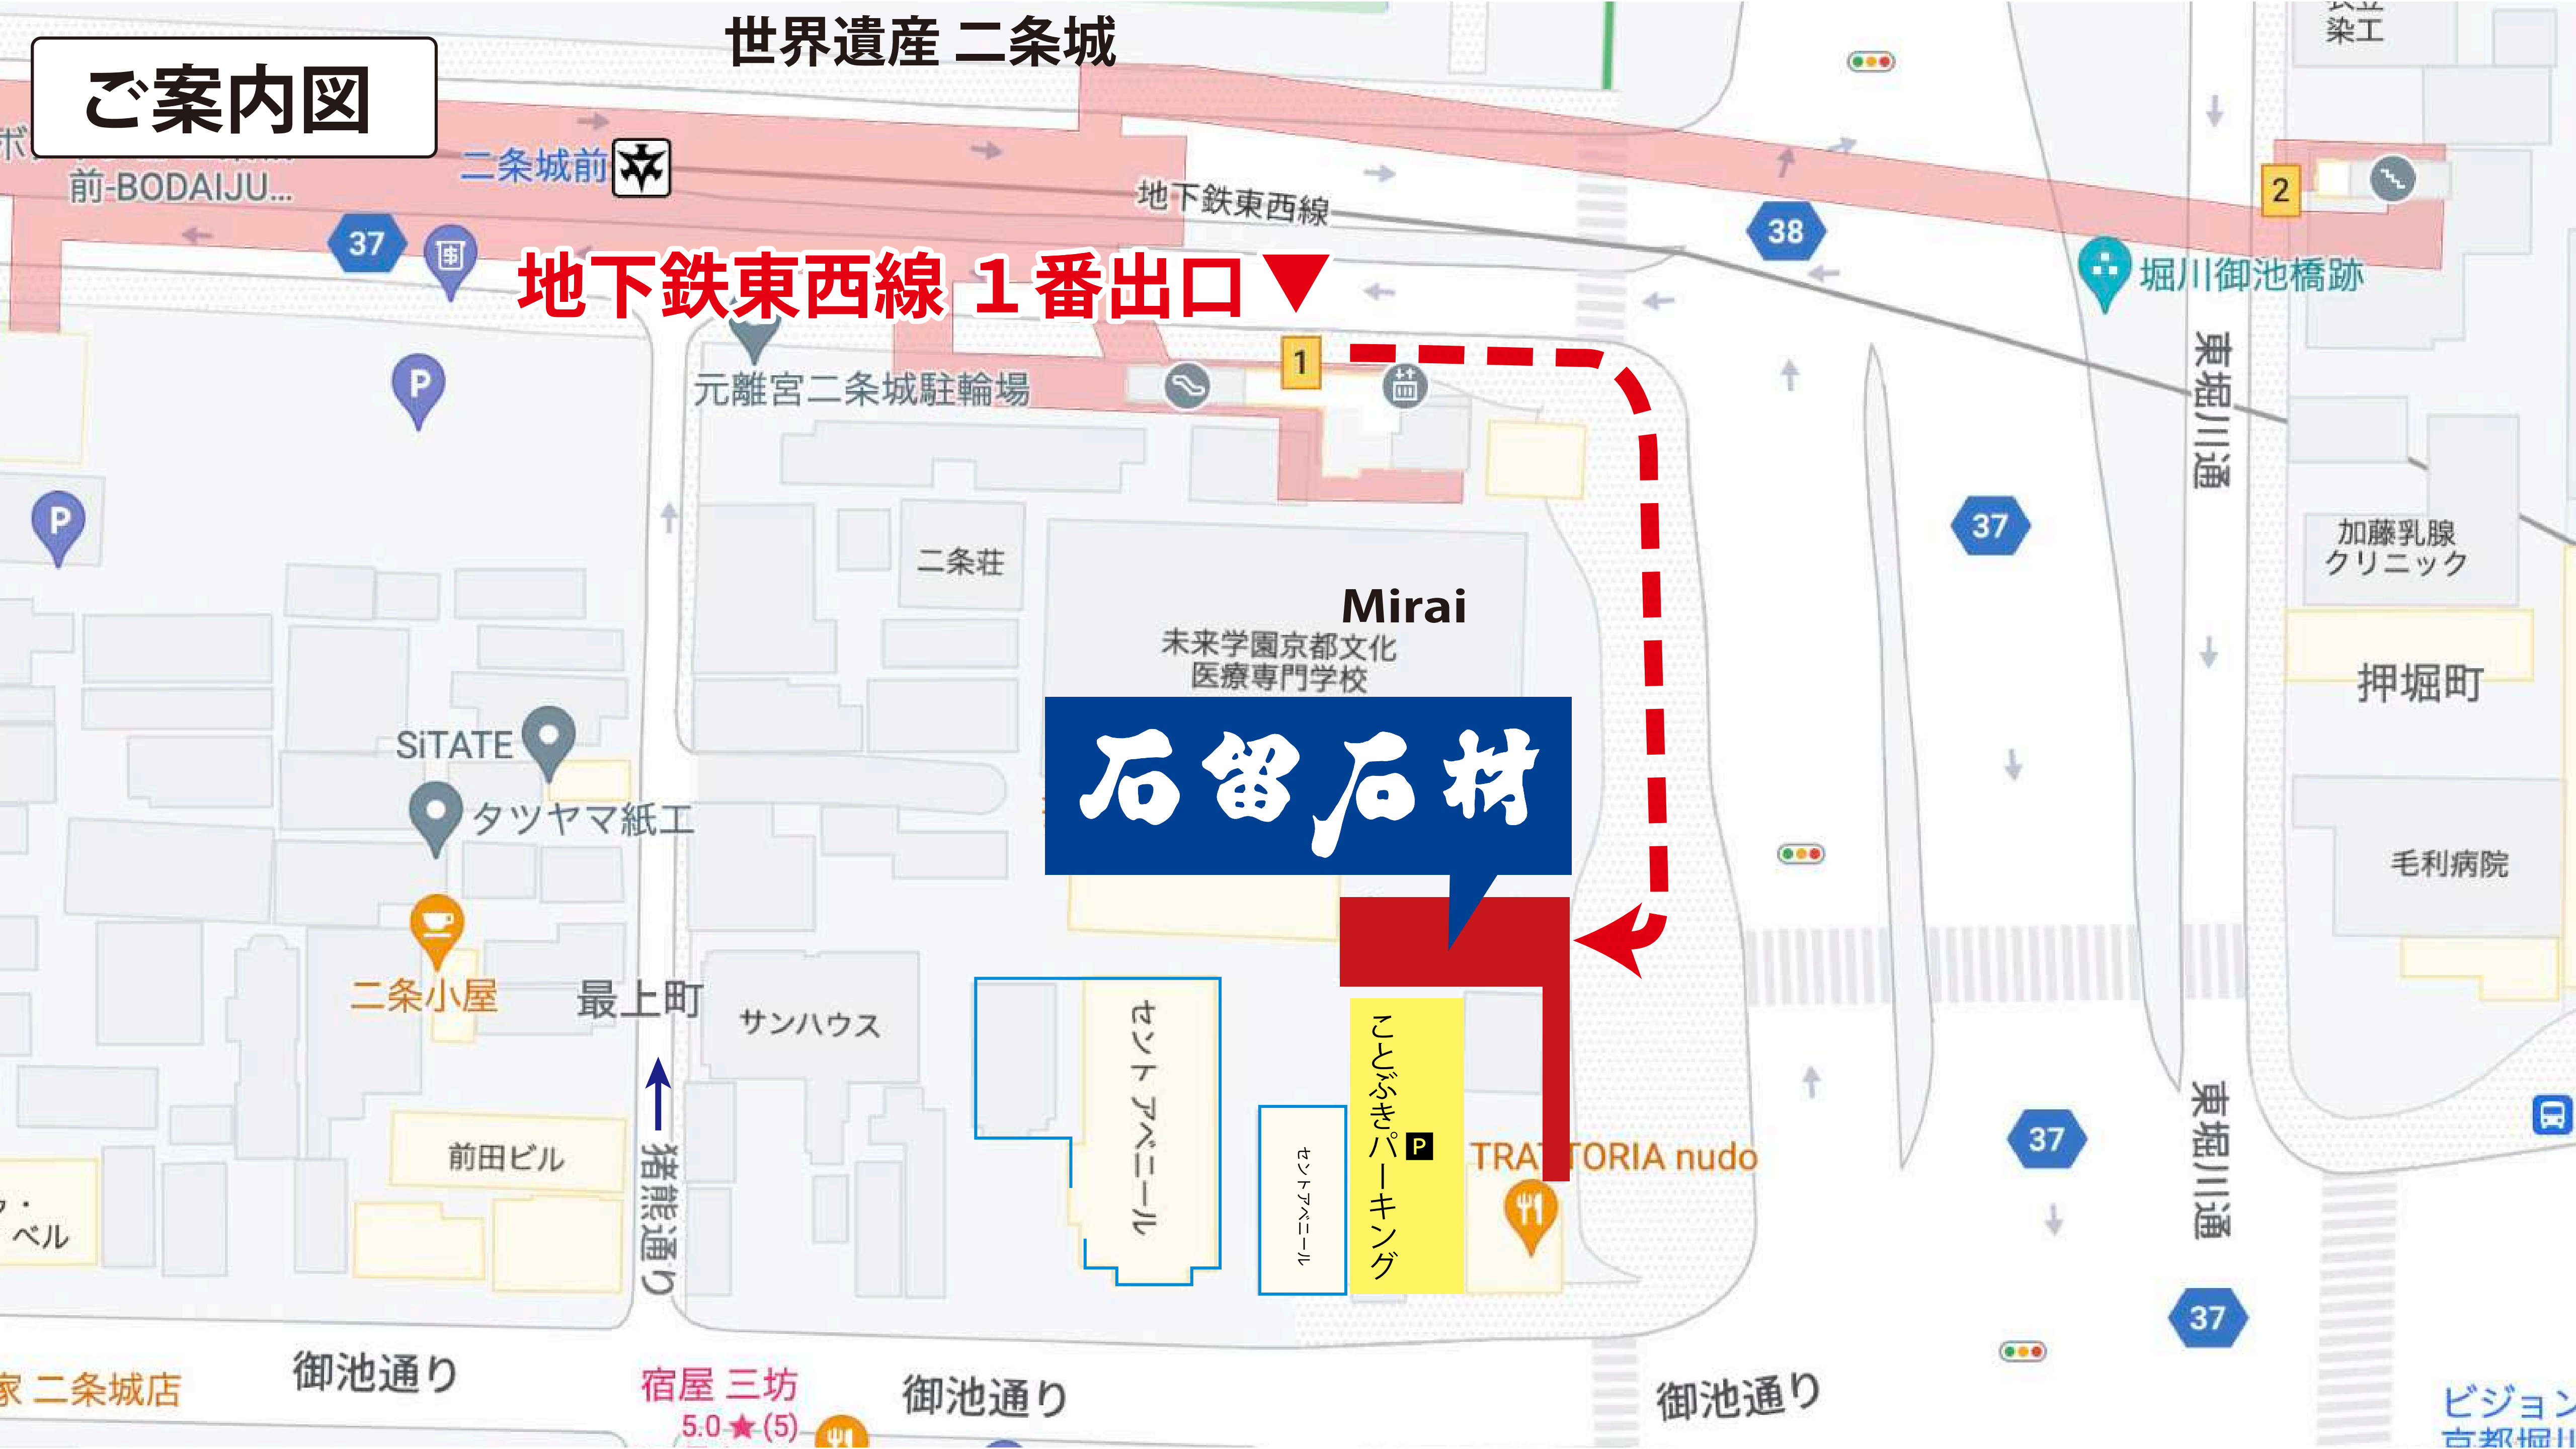 世界遺産 二条城
ご案内図
染工
前-BODAIJU...
二条城前
地下鉄東西線
2
37
38
地下鉄東西線 1番出口▼
堀川御池橋跡
1
元離宮二条城駐輪場
P
東堀川通
P
37
二条荘
加藤乳腺
クリニック
Mirai
未来学園京都文化
医療専門学校
押堀町
石留石材
SiTATE
タツヤマ紙工
毛利病院
二条小屋
最上町
サンハウス
セントアベニール
ことぶきパーキング
P
セントアベニール
TRATTORIA nudo
前田ビル
猪熊通り
37
東堀川通
ベル
37
御池通り
家 二条城店
宿屋 三坊
5.0★(5)
御池通り
御池通り
ビジョン
京都堀川